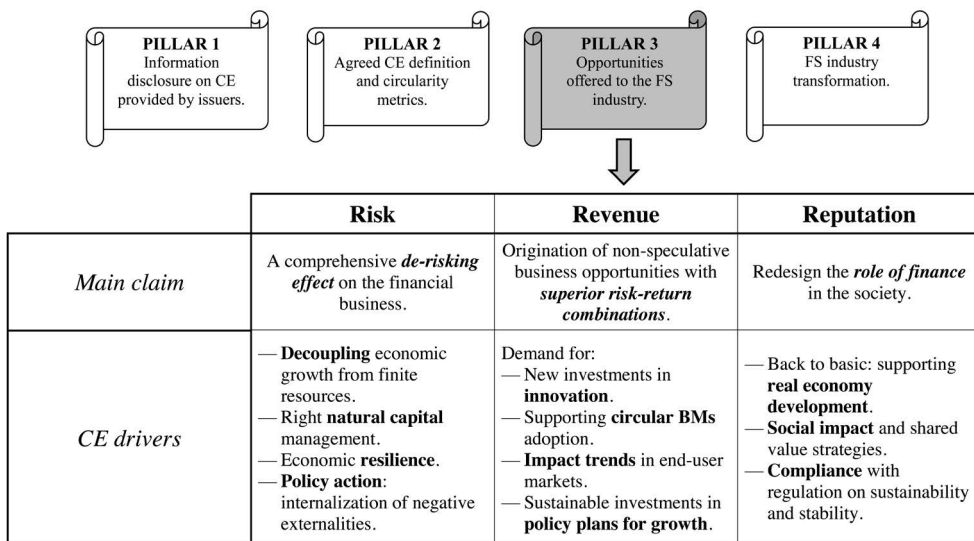 PILLAR 1
Information
disclosure on CE
provided by issuers.
PILLAR 2
Agreed CE definition
and circularity
metrics.
PILLAR 3
Opportunities
offered to the FS
industry.
PILLAR 4
FS industry
transformation.
Risk
Revenue
Reputation
Main claim
A comprehensive de-risking
effect on the financial
business.
Origination of non-speculative
business opportunities with
superior risk-return
combinations.
Redesign the role of finance
in the society.
CE drivers
— Decoupling economic
growth from finite
resources.
— Right natural capital
management.
— Economic resilience.
— Policy action:
internalization of negative
externalities.
Demand for:
— New investments in
innovation.
— Supporting circular BMs
adoption.
— Impact trends in end-user
markets.
— Sustainable investments in
policy plans for growth.
— Back to basic: supporting
real economy
development.
— Social impact and shared
value strategies.
— Compliance with
regulation on sustainability
and stability.